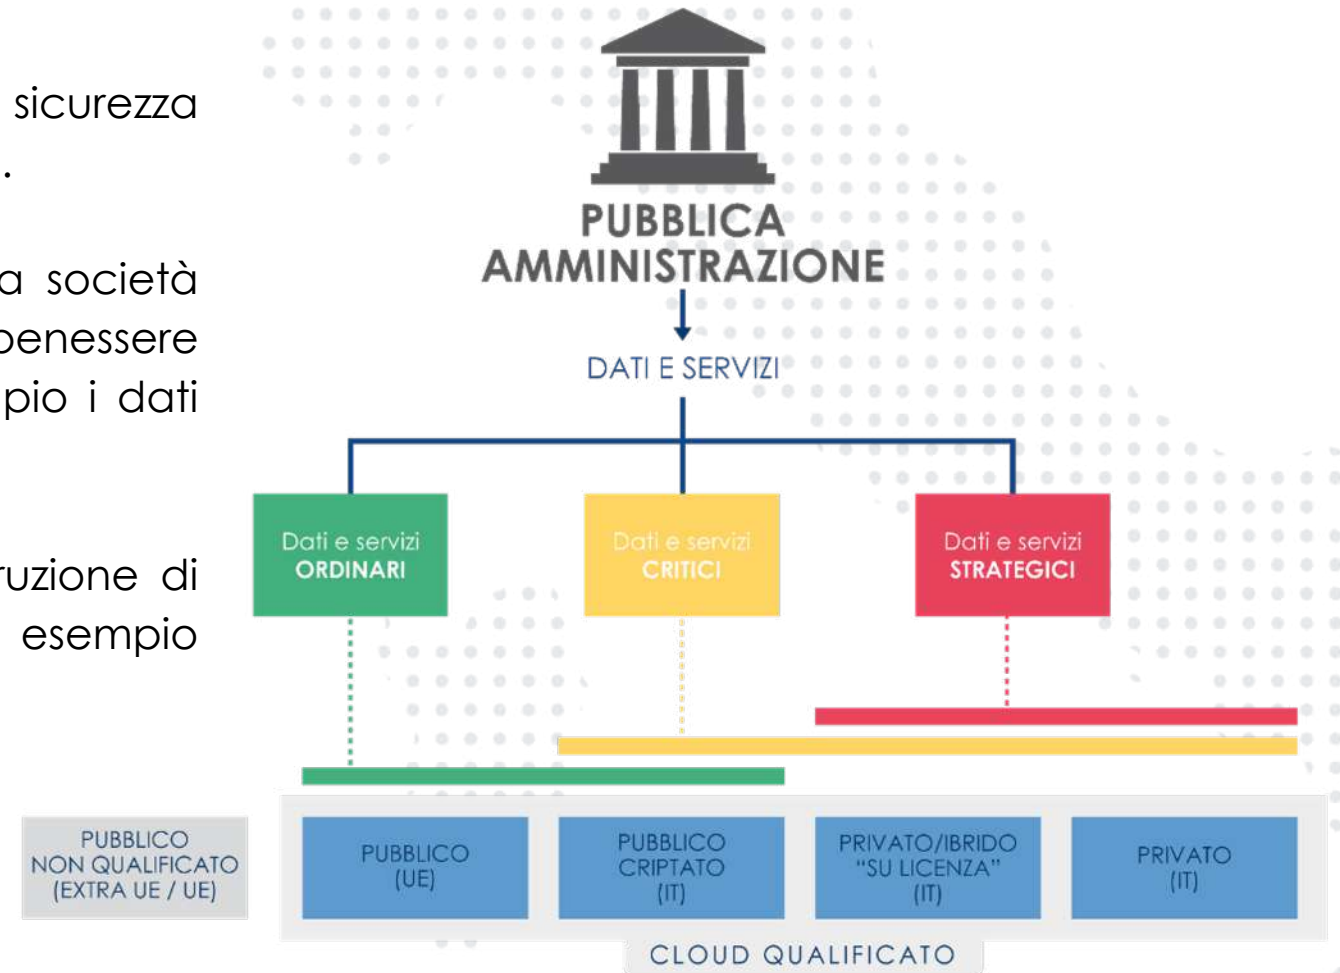 sicurezza
.
a società
benessere
pio i dati
ruzione di
esempio
PUBBLICA
AMMINISTRAZIONE
DATI E SERVIZI
Dati e servizi
ORDINARI
Dati e servizi
CRITICI
Dati e servizi
STRATEGICI
PUBBLICO
NON QUALIFICATO
(EXTRA UE / UE)
PUBBLICO
(UE)
PUBBLICO
CRIPTATO
(IT)
PRIVATO/IBRIDO
“SU LICENZA”
(IT)
PRIVATO
(IT)
CLOUD QUALIFICATO